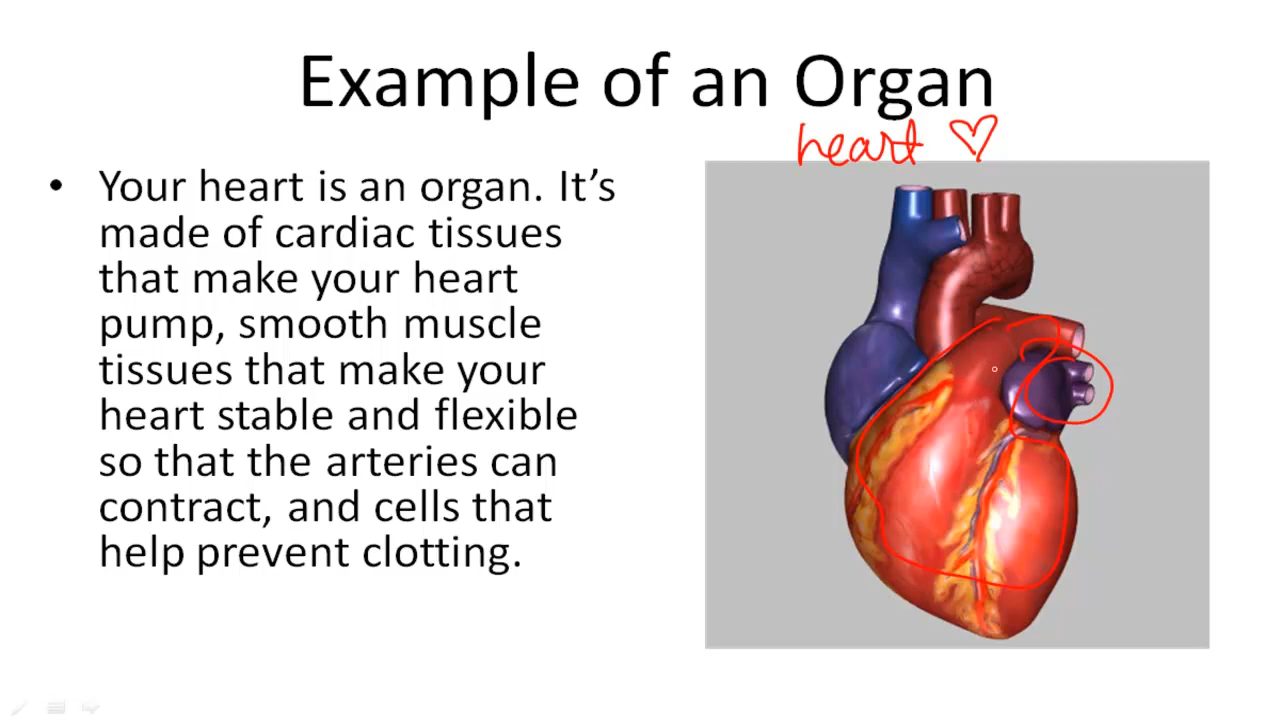 Example of an Organ
heart ♡
• Your heart is an organ. It’s
made of cardiac tissues
that make your heart
pump, smooth muscle
tissues that make your
heart stable and flexible
so that the arteries can
contract, and cells that
help prevent clotting.